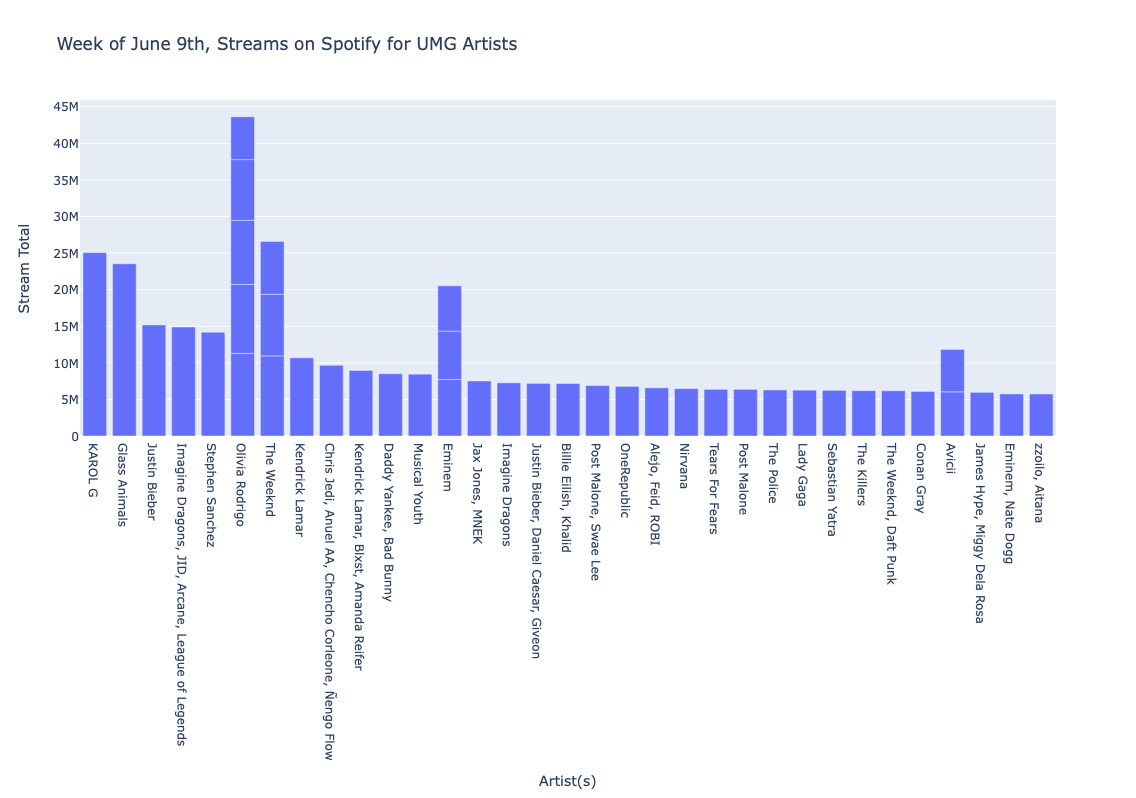 Week of June 9th, Streams on Spotify for UMG Artists
45M
40M
35M
30M
25M
20M
15M
10M
5M
0
Stream Total
KAROL G
Glass Animals
Justin Bieber
Imagine Dragons, JID, Arcane, League of Legends
Stephen Sanchez
Olivia Rodrigo
The Weeknd
Kendrick Lamar
Chris Jedi, Anuel AA, Chencho Corleone, Ñengo Flow
Kendrick Lamar, Blxst, Amanda Reifer
Daddy Yankee, Bad Bunny
Musical Youth
Eminem
Jax Jones, MNEK
Imagine Dragons
Justin Bieber, Daniel Caesar, Giveon
Billie Eilish, Khalid
Post Malone, Swae Lee
OneRepublic
Alejo, Feid, ROBI
Nirvana
Tears For Fears
Post Malone
The Police
Lady Gaga
Sebastian Yatra
The Killers
The Weeknd, Daft Punk
Conan Gray
Avicii
James Hype, Miggy Dela Rosa
Eminem, Nate Dogg
zzoilo, Aitana
Artist(s)